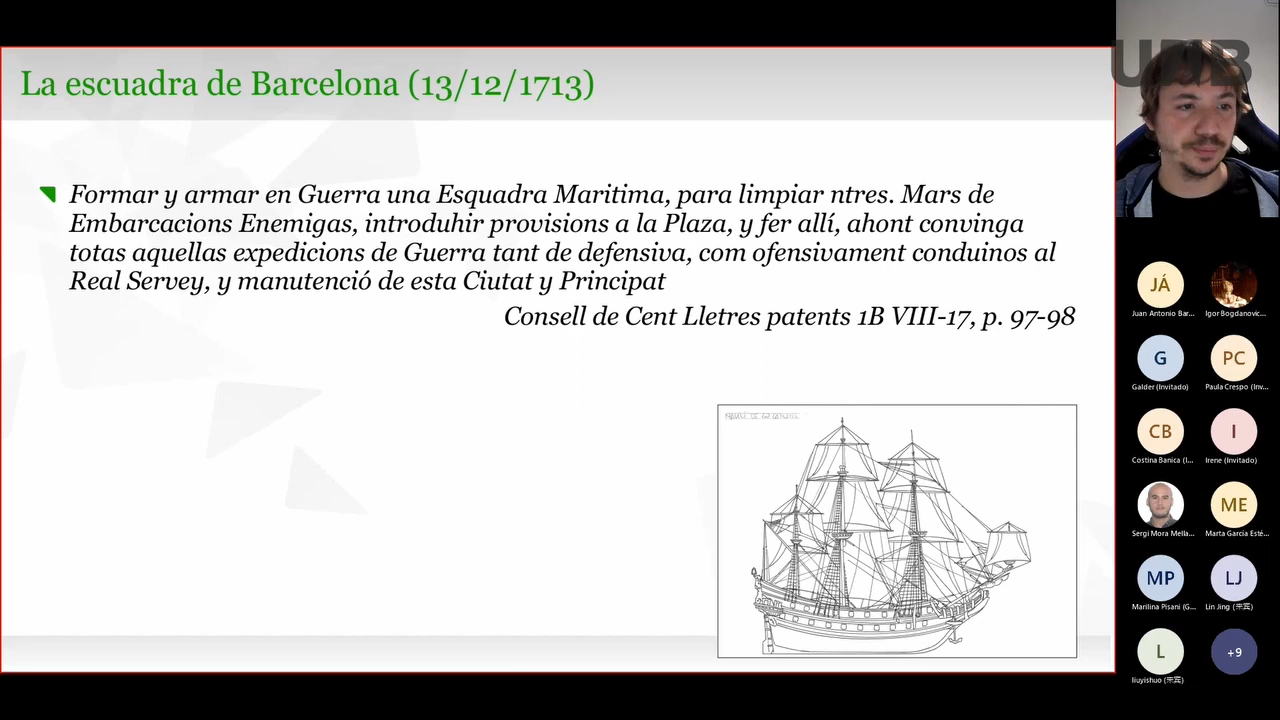 La escuadra de Barcelona (13/12/1713)
Formar y armar en Guerra una Esquadra Maritima, para limpiar ntres. Mars de
Embarcacions Enemigas, introduhir provisions a la Plaza, y fer allí, ahont convinga
totas aquellas expedicions de Guerra tant de defensiva, com ofensivament conduinos al
Real Servey, y manutenció de esta Ciutat y Principat
Consell de Cent Lletres patents 1B VIII-17, p. 97-98
JÁ
Juan Antonio Bar...
Igor Bogdanovic...
G
Galder (Invitado)
PC
Paula Crespo (Inv...
CB
Costina Banica (I...
I
Irene (Invitado)
Sergi Mora Mella...
ME
Marta Garcia Esté...
MP
Marilina Pisani (G...
LJ
Lin Jing (来宾)
L
liuyishuo (来宾)
+9